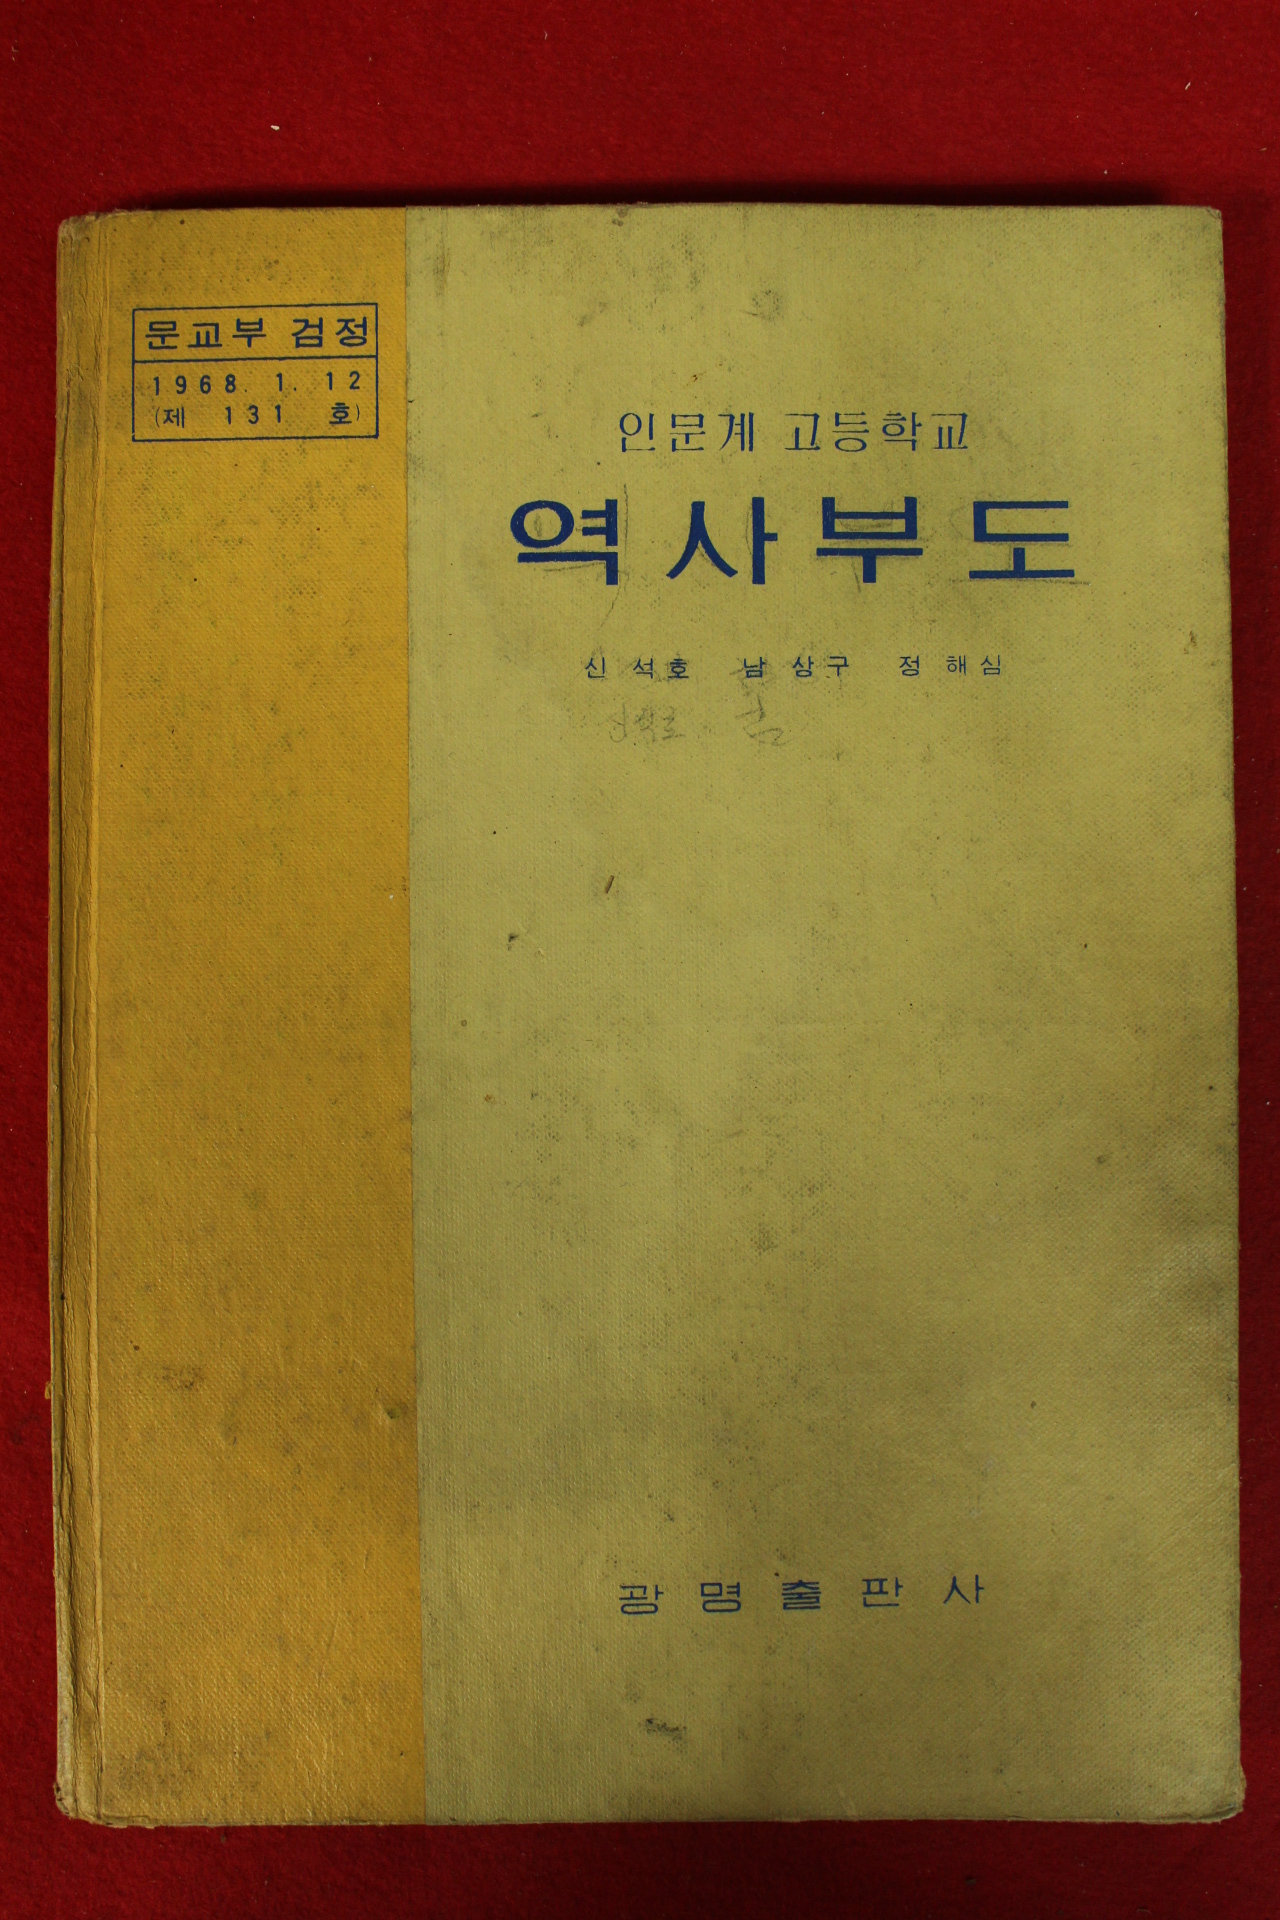 문교부 검정
1968. 1. 12
(제 131 호)
인문계 고등학교
역사부도
신석호 남상구 정해심
광명출판사